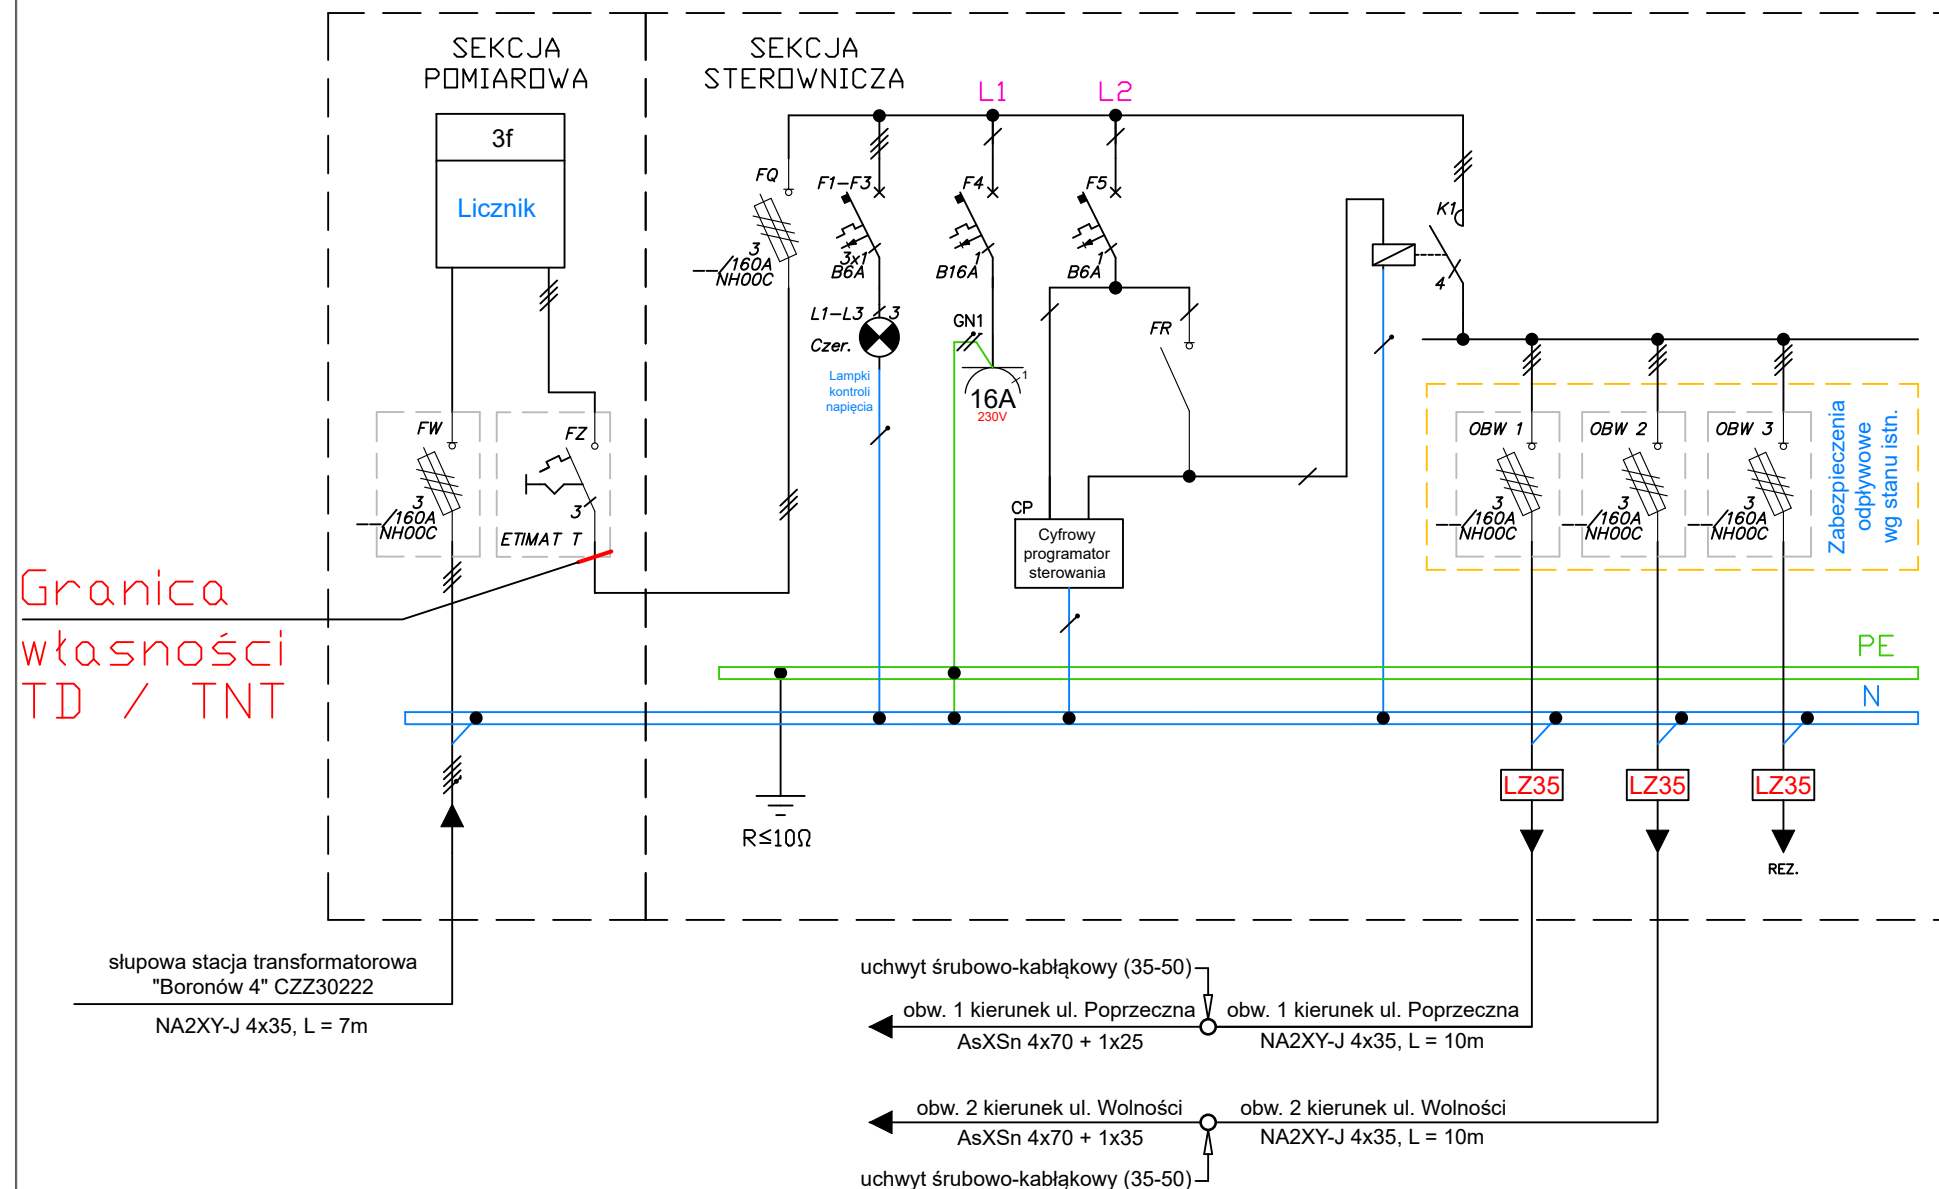 SEKCJA
POMIAROWA
SEKCJA
STEROWNICZA
L1
L2
3f
Licznik
FQ
3
160A
NH00C
F1-F3
3x1
B6A
L1-L3
3
Czer.
Lampki
kontroli
napięcia
F4
1
B16A
GN1
1
16A
230V
F5
1
B6A
FR
K1
4
CP
Cyfrowy
programator
sterowania
FW
3
160A
NH00C
FZ
3
ETIMAT T
OBW 1
3
160A
NH00C
OBW 2
3
160A
NH00C
OBW 3
3
160A
NH00C
Zabezpieczenia
odpływowe
wg stanu istn.
Granica
własności
TD / TNT
PE
N
R≤10Ω
LZ35
LZ35
LZ35
REZ.
słupowa stacja transformatorowa
"Boronów 4" CZZ30222
NA2XY-J 4x35, L = 7m
uchwyt śrubowo-kabłąkowy (35-50)
obw. 1 kierunek ul. Poprzeczna
AsXSn 4x70 + 1x25
obw. 1 kierunek ul. Poprzeczna
NA2XY-J 4x35, L = 10m
obw. 2 kierunek ul. Wolności
AsXSn 4x70 + 1x35
obw. 2 kierunek ul. Wolności
NA2XY-J 4x35, L = 10m
uchwyt śrubowo-kabłąkowy (35-50)